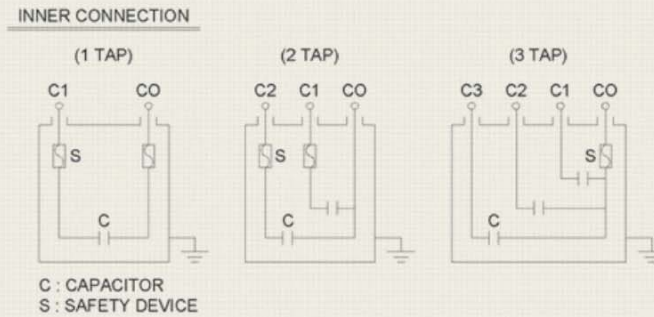 INNER CONNECTION
(1 TAP) (2 TAP) (3 TAP)
C1 CO C2 C1 CO C3 C2 C1 CO
S S S
C C C
C : CAPACITOR
S : SAFETY DEVICE